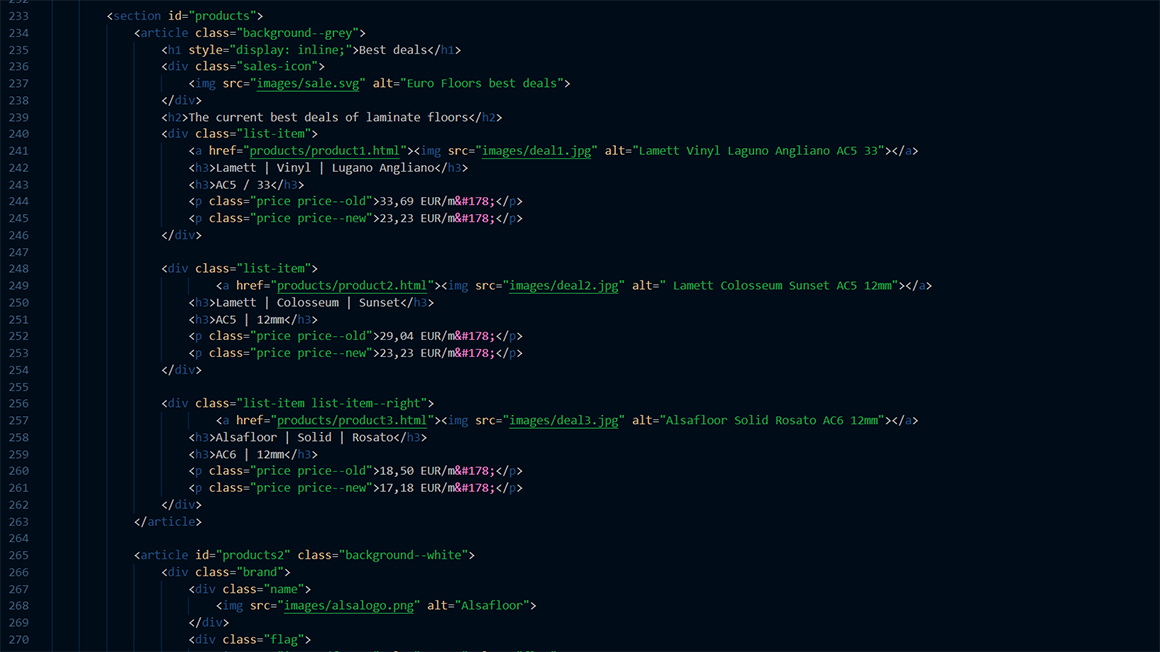 233 <section id="products">
234 <article class="background--grey">
235 <h1 style="display: inline;">Best deals</h1>
236 <div class="sales-icon">
237 <img src="images/sale.svg" alt="Euro Floors best deals">
238 </div>
239 <h2>The current best deals of laminate floors</h2>
240 <div class="list-item">
241 <a href="products/product1.html"><img src="images/deal1.jpg" alt="Lamett Vinyl Laguno Angliano AC5 33"></a>
242 <h3>Lamett | Vinyl | Lugano Angliano</h3>
243 <h3>AC5 / 33</h3>
244 <p class="price price--old">33,69 EUR/m&#178;</p>
245 <p class="price price--new">23,23 EUR/m&#178;</p>
246 </div>
247
248 <div class="list-item">
249 <a href="products/product2.html"><img src="images/deal2.jpg" alt=" Lamett Colosseum Sunset AC5 12mm"></a>
250 <h3>Lamett | Colosseum | Sunset</h3>
251 <h3>AC5 | 12mm</h3>
252 <p class="price price--old">29,04 EUR/m&#178;</p>
253 <p class="price price--new">23,23 EUR/m&#178;</p>
254 </div>
255
256 <div class="list-item list-item--right">
257 <a href="products/product3.html"><img src="images/deal3.jpg" alt="Alsafloor Solid Rosato AC6 12mm"></a>
258 <h3>Alsafloor | Solid | Rosato</h3>
259 <h3>AC6 | 12mm</h3>
260 <p class="price price--old">18,50 EUR/m&#178;</p>
261 <p class="price price--new">17,18 EUR/m&#178;</p>
262 </div>
263 </article>
264
265 <article id="products2" class="background--white">
266 <div class="brand">
267 <div class="name">
268 <img src="images/alsalogo.png" alt="Alsafloor">
269 </div>
270 <div class="flag">